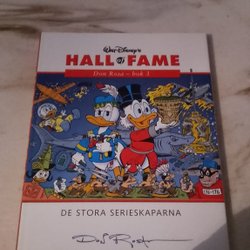 Walt Disney's
HALL of FAME
Don Rosa – bok 1
DE STORA SERIESKAPARNA
Don Rosa